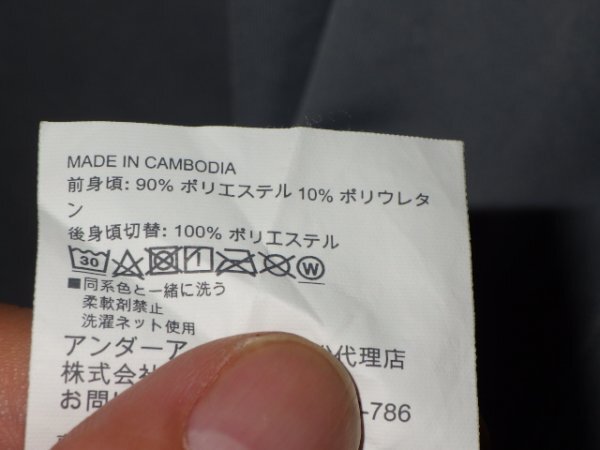 MADE IN CAMBODIA
前身頃: 90% ポリエステル 10% ポリウレタ
ン
後身頃切替: 100% ポリエステル
30 W
■同系色と一緒に洗う
柔軟剤禁止
洗濯ネット使用
アンダーア 代理店
株式会
お問 -786